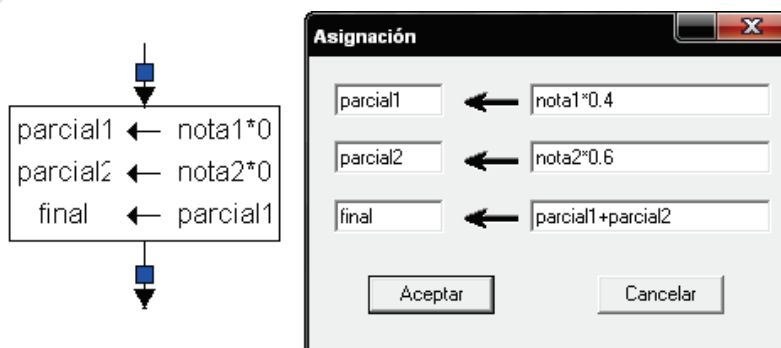 parcial1 ← nota1*0
parcial2 ← nota2*0
final ← parcial1
Asignación
parcial1 ← nota1*0.4
parcial2 ← nota2*0.6
final ← parcial1+parcial2
Aceptar Cancelar